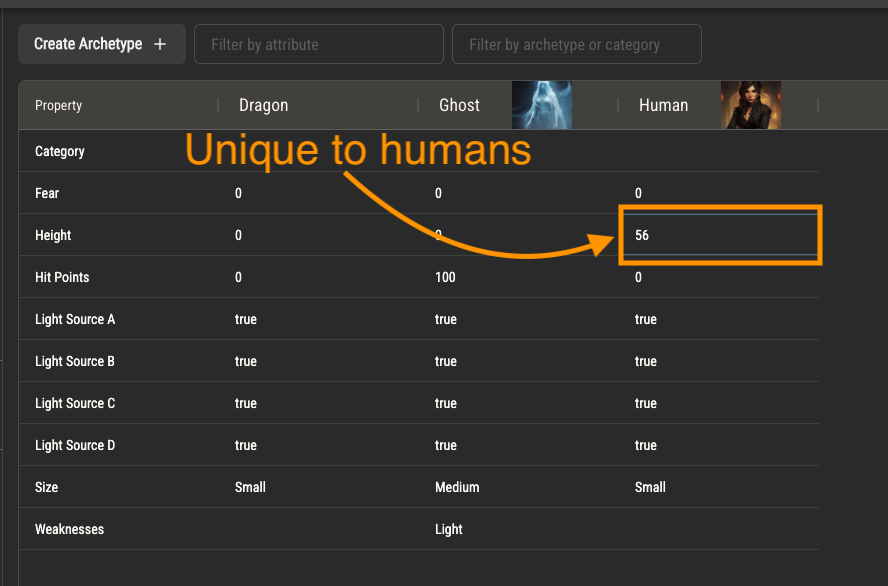 Create Archetype +
Filter by attribute
Filter by archetype or category
Property Dragon Ghost Human
Unique to humans
Category
Fear 0 0 0
Height 0 0 56
Hit Points 0 100 0
Light Source A true true true
Light Source B true true true
Light Source C true true true
Light Source D true true true
Size Small Medium Small
Weaknesses Light